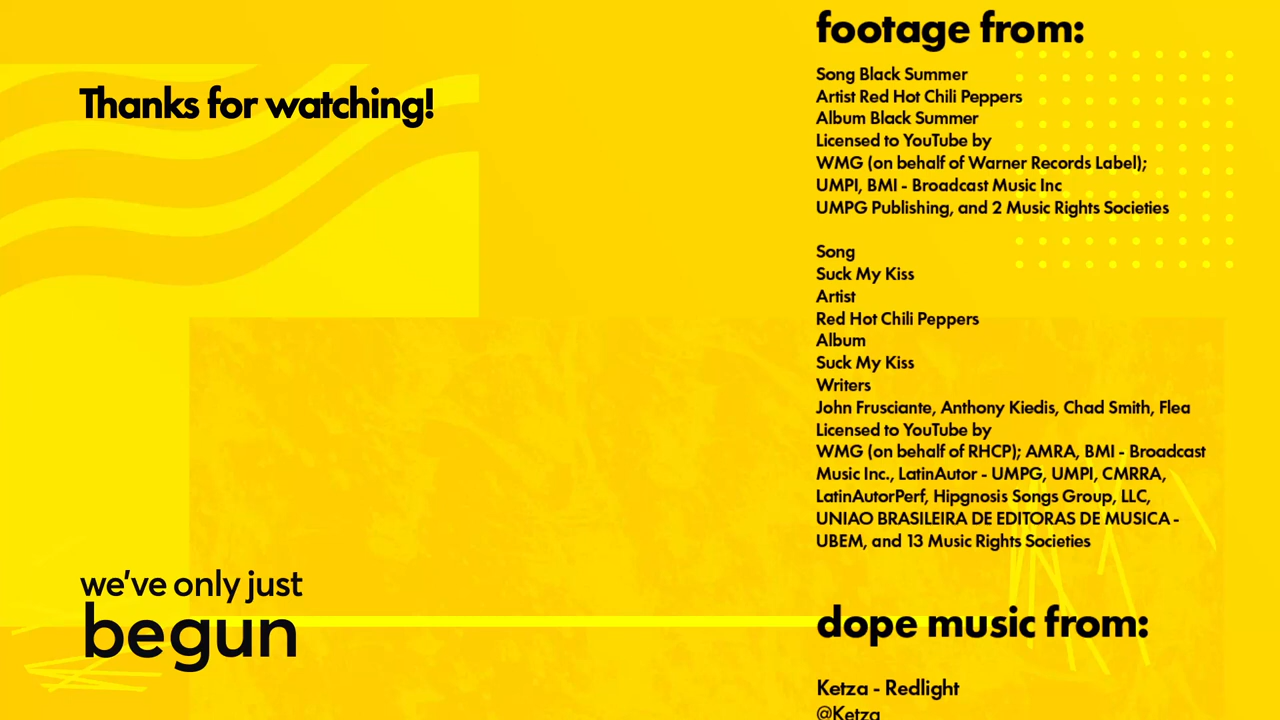 Thanks for watching!
we've only just
begun
footage from:
Song Black Summer
Artist Red Hot Chili Peppers
Album Black Summer
Licensed to YouTube by
WMG (on behalf of Warner Records Label);
UMPI, BMI - Broadcast Music Inc
UMPG Publishing, and 2 Music Rights Societies
Song
Suck My Kiss
Artist
Red Hot Chili Peppers
Album
Suck My Kiss
Writers
John Frusciante, Anthony Kiedis, Chad Smith, Flea
Licensed to YouTube by
WMG (on behalf of RHCP); AMRA, BMI - Broadcast
Music Inc., LatinAutor - UMPG, UMPI, CMRRA,
LatinAutorPerf, Hipgnosis Songs Group, LLC,
UNIAO BRASILEIRA DE EDITORAS DE MUSICA -
UBEM, and 13 Music Rights Societies
dope music from:
Ketza - Redlight
@Ketza